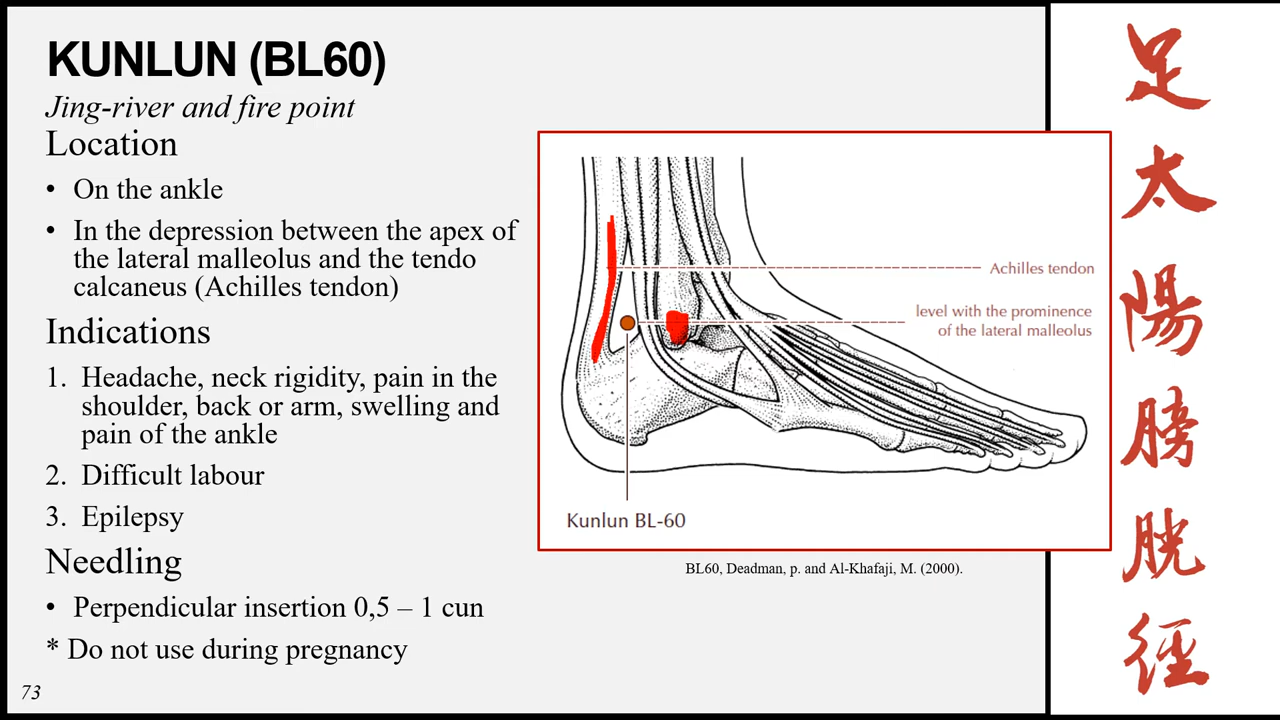 KUNLUN (BL60)
Jing-river and fire point
Location
• On the ankle
• In the depression between the apex of
the lateral malleolus and the tendo
calcaneus (Achilles tendon)
Indications
1. Headache, neck rigidity, pain in the
shoulder, back or arm, swelling and
pain of the ankle
2. Difficult labour
3. Epilepsy
Needling
• Perpendicular insertion 0,5 – 1 cun
* Do not use during pregnancy
73
Achilles tendon
level with the prominence
of the lateral malleolus
Kunlun BL-60
BL60, Deadman, p. and Al-Khafaji, M. (2000).
足
太
陽
膀
胱
徑